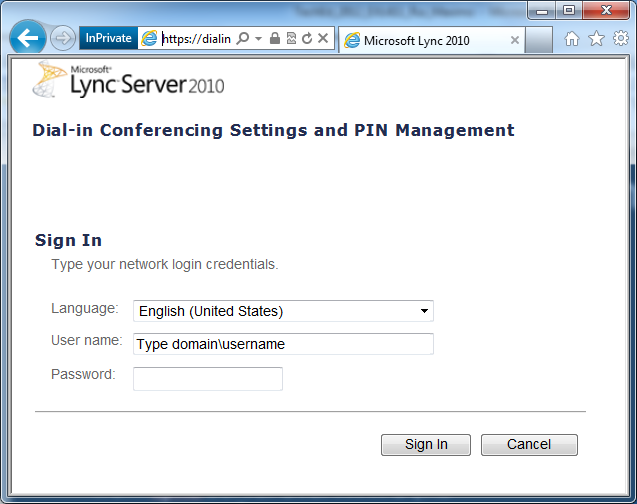 InPrivate
https://dialin
Microsoft Lync 2010
Microsoft®
Lync Server 2010
Dial-in Conferencing Settings and PIN Management
Sign In
Type your network login credentials.
Language: English (United States)
User name: Type domain\username
Password:
Sign In Cancel